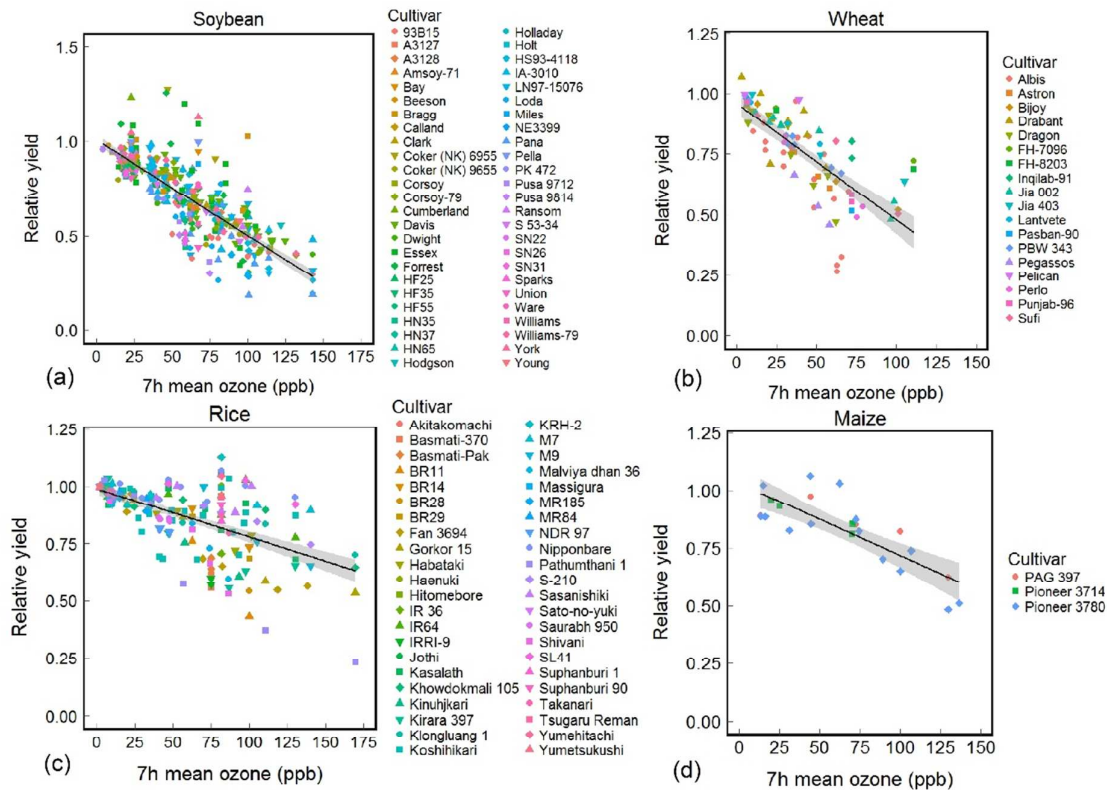 Soybean
Cultivar
93B15
A3127
A3128
Amsoy-71
Bay
Beeson
Bragg
Calland
Clark
Coker (NK) 6955
Coker (NK) 9655
Corsoy
Corsoy-79
Cumberland
Davis
Dwight
Essex
Forrest
HF25
HF35
HF55
HN35
HN37
HN65
Hodgson
Holladay
Holt
HS93-4118
IA-3010
LN97-15076
Loda
Miles
NE3399
Pana
Pella
PK 472
Pusa 9712
Pusa 9814
Ransom
S 53-34
SN22
SN26
SN31
Sparks
Union
Ware
Williams
Williams-79
York
Young
1.5
1.0
0.5
0.0
Relative yield
0 25 50 75 100 125 150 175
(a) 7h mean ozone (ppb)
Wheat
Cultivar
Albis
Astron
Bijoy
Drabant
Dragon
FH-7096
FH-8203
Inqilab-91
Jia 002
Jia 403
Lantvete
Pasban-90
PBW 343
Pegassos
Pelican
Perlo
Punjab-96
Sufi
1.25
1.00
0.75
0.50
0.25
0.00
Relative yield
0 25 50 75 100 125 150
(b) 7h mean ozone (ppb)
Rice
Cultivar
Akitakomachi
Basmati-370
Basmati-Pak
BR11
BR14
BR28
BR29
Fan 3694
Gorkor 15
Habataki
Haenuki
Hitomebore
IR 36
IR64
IRRI-9
Jothi
Kasalath
Khowdokmali 105
Kinuhjkari
Kirara 397
Klongluang 1
Koshihikari
KRH-2
M7
M9
Malviya dhan 36
Massigura
MR185
MR84
NDR 97
Nipponbare
Pathumthani 1
S-210
Sasanishiki
Sato-no-yuki
Saurabh 950
Shivani
SL41
Suphanburi 1
Suphanburi 90
Takanari
Tsugaru Reman
Yumehitachi
Yumetsukushi
1.25
1.00
0.75
0.50
0.25
0.00
Relative yield
0 25 50 75 100 125 150 175
(c) 7h mean ozone (ppb)
Maize
Cultivar
PAG 397
Pioneer 3714
Pioneer 3780
1.25
1.00
0.75
0.50
0.25
0.00
Relative yield
0 25 50 75 100 125 150
7h mean ozone (ppb) (d)